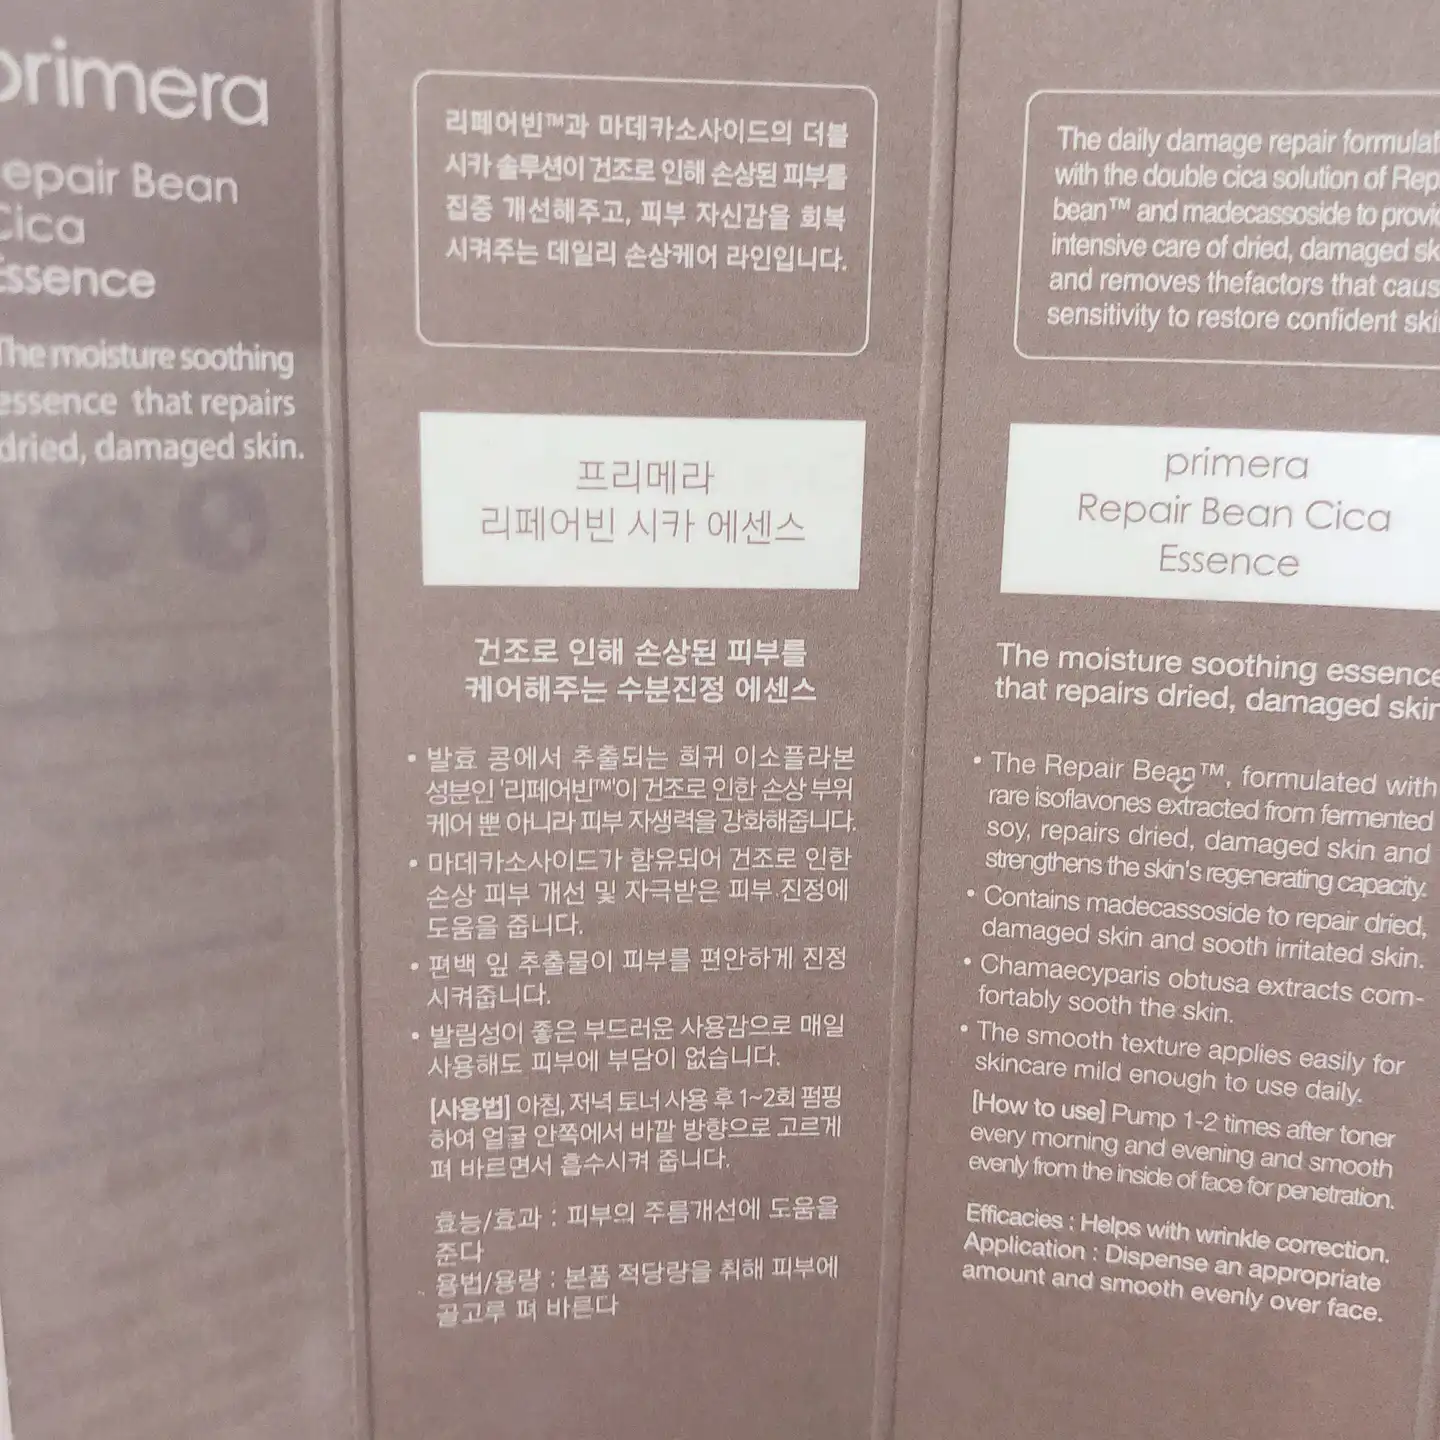 primera
Repair Bean
Cica
Essence
The moisture soothing
essence that repairs
dried, damaged skin.
리페어빈™과 마데카소사이드의 더블
시카 솔루션이 건조로 인해 손상된 피부를
집중 개선해주고, 피부 자신감을 회복
시켜주는 데일리 손상케어 라인입니다.
프리메라
리페어빈 시카 에센스
건조로 인해 손상된 피부를
케어해주는 수분진정 에센스
• 발효 콩에서 추출되는 희귀 이소플라본
성분인 '리페어빈™'이 건조로 인한 손상 부위
케어 뿐 아니라 피부 자생력을 강화해줍니다.
• 마데카소사이드가 함유되어 건조로 인한
손상 피부 개선 및 자극받은 피부 진정에
도움을 줍니다.
• 편백 잎 추출물이 피부를 편안하게 진정
시켜줍니다.
• 발림성이 좋은 부드러운 사용감으로 매일
사용해도 피부에 부담이 없습니다.
[사용법] 아침, 저녁 토너 사용 후 1~2회 펌핑
하여 얼굴 안쪽에서 바깥 방향으로 고르게
펴 바르면서 흡수시켜 줍니다.
효능/효과 : 피부의 주름개선에 도움을
준다
용법/용량 : 본품 적당량을 취해 피부에
골고루 펴 바른다
The daily damage repair formulat
with the double cica solution of Rep
bean™ and madecassoside to provi
intensive care of dried, damaged sk
and removes thefactors that caus
sensitivity to restore confident ski
primera
Repair Bean Cica
Essence
The moisture soothing essence
that repairs dried, damaged skin
• The Repair Bean™, formulated with
rare isoflavones extracted from fermented
soy, repairs dried, damaged skin and
strengthens the skin's regenerating capacity.
• Contains madecassoside to repair dried,
damaged skin and sooth irritated skin.
• Chamaecyparis obtusa extracts com-
fortably sooth the skin.
• The smooth texture applies easily for
skincare mild enough to use daily.
[How to use] Pump 1-2 times after toner
every morning and evening and smooth
evenly from the inside of face for penetration.
Efficacies : Helps with wrinkle correction.
Application : Dispense an appropriate
amount and smooth evenly over face.